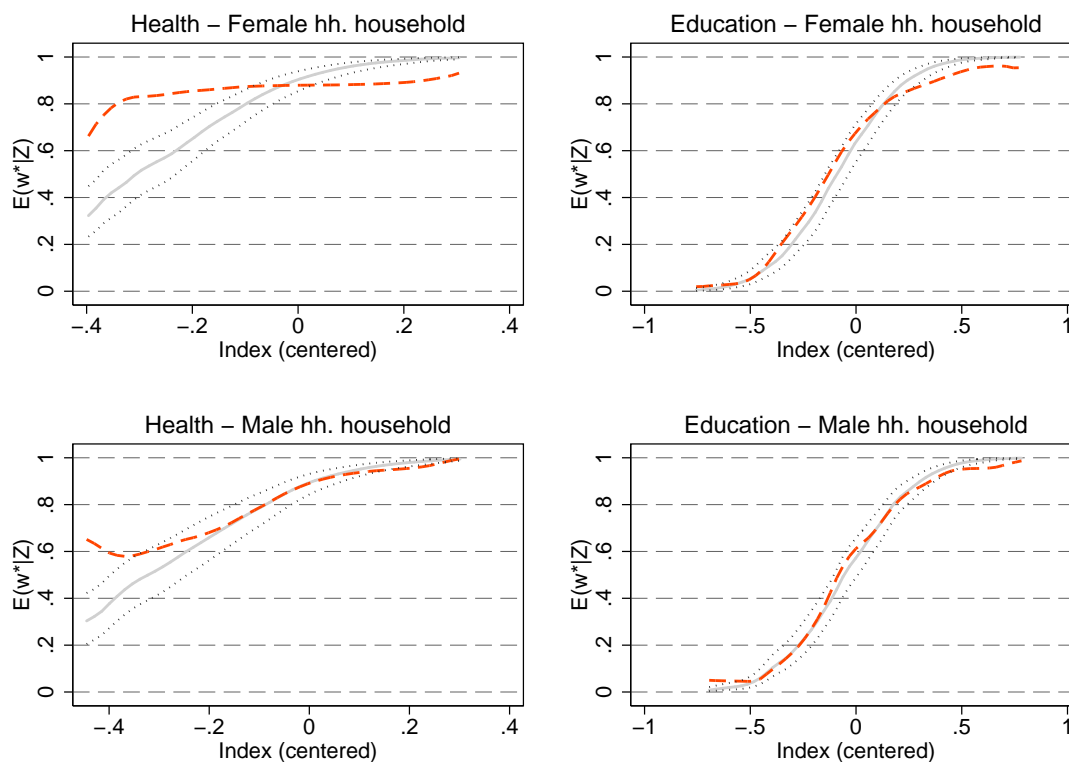 Health − Female hh. household
E(w*|Z)
0 .2 .4 .6 .8 1
−.4 −.2 0 .2 .4
Index (centered)
Education − Female hh. household
E(w*|Z)
0 .2 .4 .6 .8 1
−1 −.5 0 .5 1
Index (centered)
Health − Male hh. household
E(w*|Z)
0 .2 .4 .6 .8 1
−.4 −.2 0 .2 .4
Index (centered)
Education − Male hh. household
E(w*|Z)
0 .2 .4 .6 .8 1
−1 −.5 0 .5 1
Index (centered)